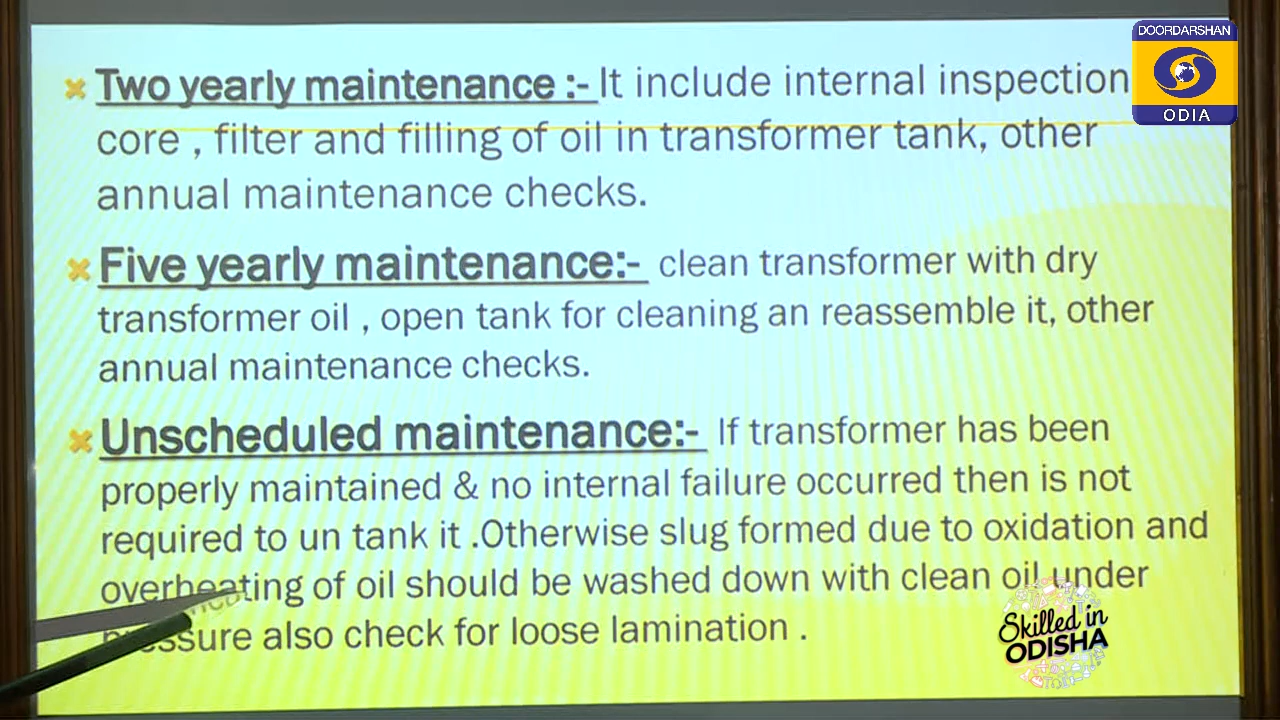 DOORDARSHAN
ODIA
Two yearly maintenance :- It include internal inspection
core , filter and filling of oil in transformer tank, other
annual maintenance checks.
Five yearly maintenance:- clean transformer with dry
transformer oil , open tank for cleaning an reassemble it, other
annual maintenance checks.
Unscheduled maintenance:- If transformer has been
properly maintained & no internal failure occurred then is not
required to un tank it .Otherwise slug formed due to oxidation and
overheating of oil should be washed down with clean oil under
pressure also check for loose lamination .
Skilled in
ODISHA